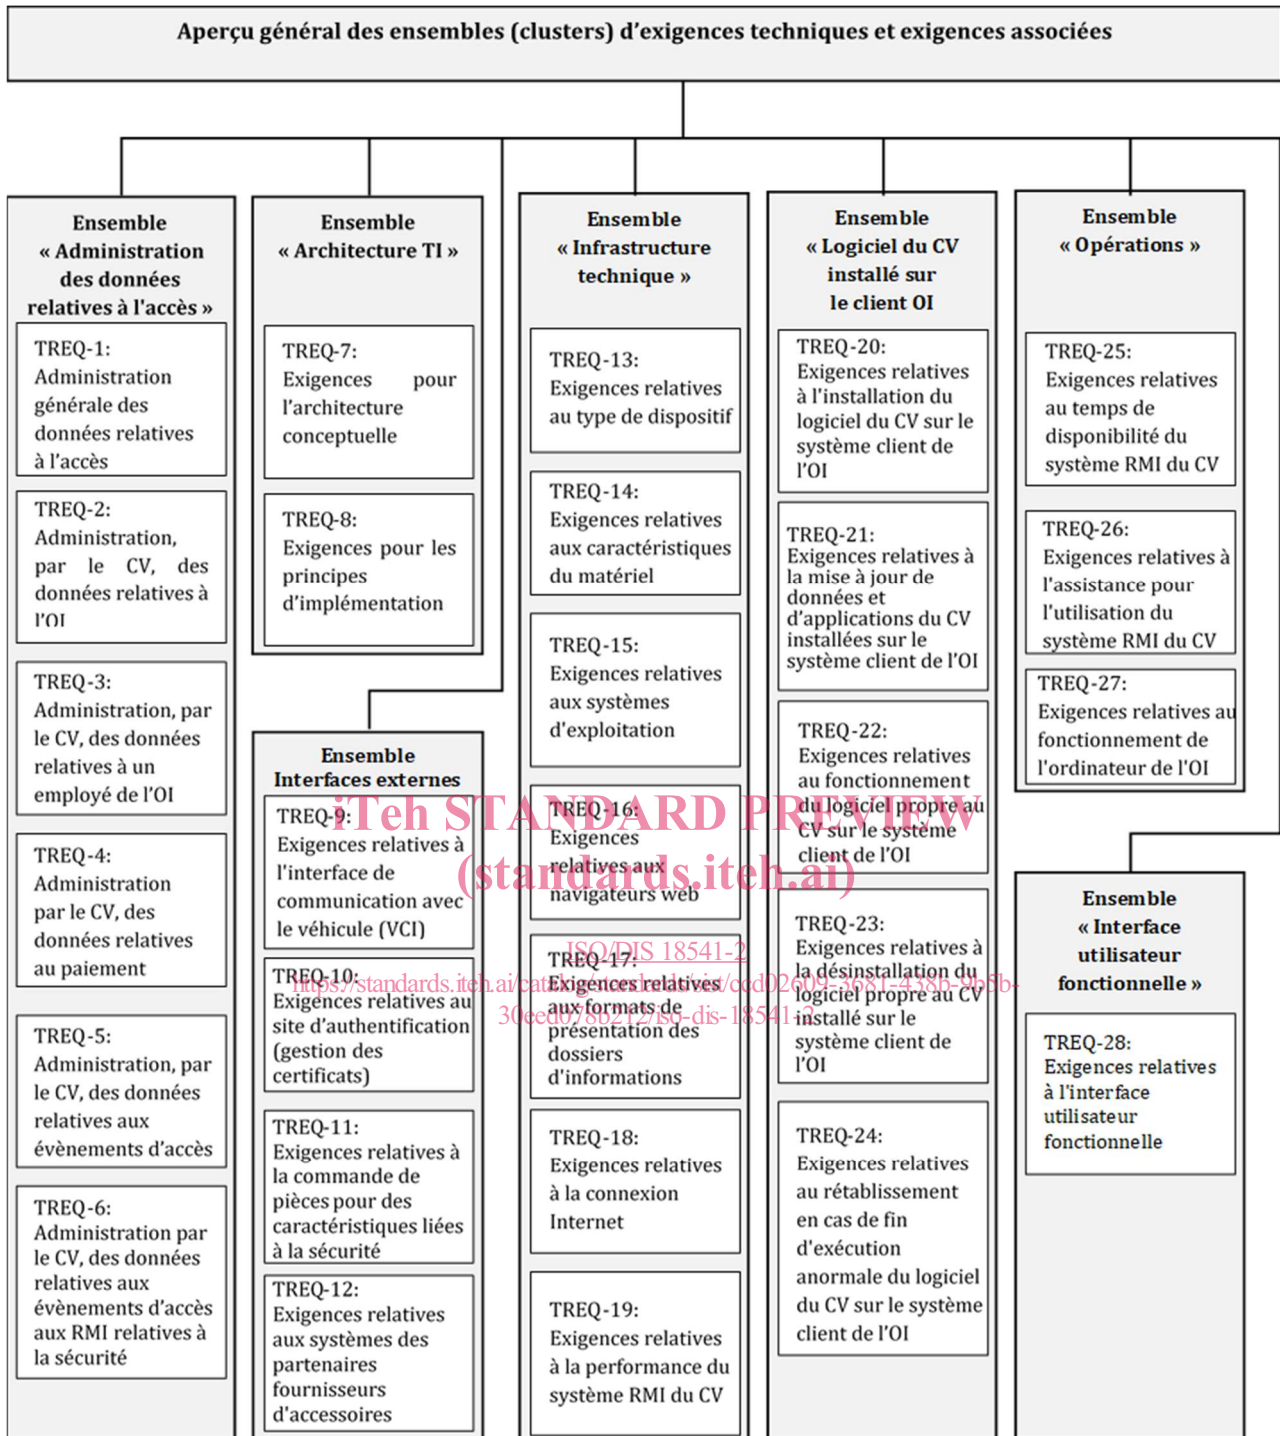 Aperçu général des ensembles (clusters) d’exigences techniques et exigences associées
Ensemble
« Administration
des données
relatives à l'accès »
TREQ-1:
Administration
générale des
données relatives
à l’accès
TREQ-2:
Administration,
par le CV, des
données relatives à
l’OI
TREQ-3:
Administration, par
le CV, des données
relatives à un
employé de l’OI
TREQ-4:
Administration
par le CV, des
données relatives
au paiement
TREQ-5:
Administration, par
le CV, des données
relatives aux
évènements d’accès
TREQ-6:
Administration par
le CV, des données
relatives aux
évènements d’accès
aux RMI relatives à
la sécurité
Ensemble
« Architecture TI »
TREQ-7:
Exigences pour
l’architecture
conceptuelle
TREQ-8:
Exigences pour les
principes
d’implémentation
Ensemble
Interfaces externes
TREQ-9:
Exigences relatives à
l'interface de
communication avec
le véhicule (VCI)
TREQ-10:
Exigences relatives au
site d’authentification
(gestion des
certificats)
TREQ-11:
Exigences relatives à
la commande de
pièces pour des
caractéristiques liées
à la sécurité
TREQ-12:
Exigences relatives
aux systèmes des
partenaires
fournisseurs
d'accessoires
Ensemble
« Infrastructure
technique »
TREQ-13:
Exigences relatives
au type de dispositif
TREQ-14:
Exigences relatives
aux caractéristiques
du matériel
TREQ-15:
Exigences relatives
aux systèmes
d'exploitation
TREQ-16:
Exigences
relatives aux
navigateurs web
TREQ-17:
Exigences relatives
aux formats de
présentation des
dossiers
d'informations
TREQ-18:
Exigences relatives
à la connexion
Internet
TREQ-19:
Exigences relatives
à la performance du
système RMI du CV
Ensemble
« Logiciel du CV
installé sur
le client OI
TREQ-20:
Exigences relatives
à l'installation du
logiciel du CV sur le
système client de
l’OI
TREQ-21:
Exigences relatives à
la mise à jour de
données et
d’applications du CV
installées sur le
système client de l’OI
TREQ-22:
Exigences relatives
au fonctionnement
du logiciel propre au
CV sur le système
client de l’OI
TREQ-23:
Exigences relatives à
la désinstallation du
logiciel propre au CV
installé sur le
système client de
l’OI
TREQ-24:
Exigences relatives
au rétablissement
en cas de fin
d'exécution
anormale du logiciel
du CV sur le système
client de l’OI
Ensemble
« Opérations »
TREQ-25:
Exigences relatives
au temps de
disponibilité du
système RMI du CV
TREQ-26:
Exigences relatives à
l'assistance pour
l'utilisation du
système RMI du CV
TREQ-27:
Exigences relatives au
fonctionnement de
l'ordinateur de l'OI
Ensemble
« Interface
utilisateur
fonctionnelle »
TREQ-28:
Exigences relatives
à l'interface
utilisateur
fonctionnelle
iTeh STANDARD PREVIEW
(standards.iteh.ai)
ISO/DIS 18541-2
https://standards.iteh.ai/catalog/standards/sist/ccd02609-3681-438b-9b5b-
30eed078b212/iso-dis-18541-2